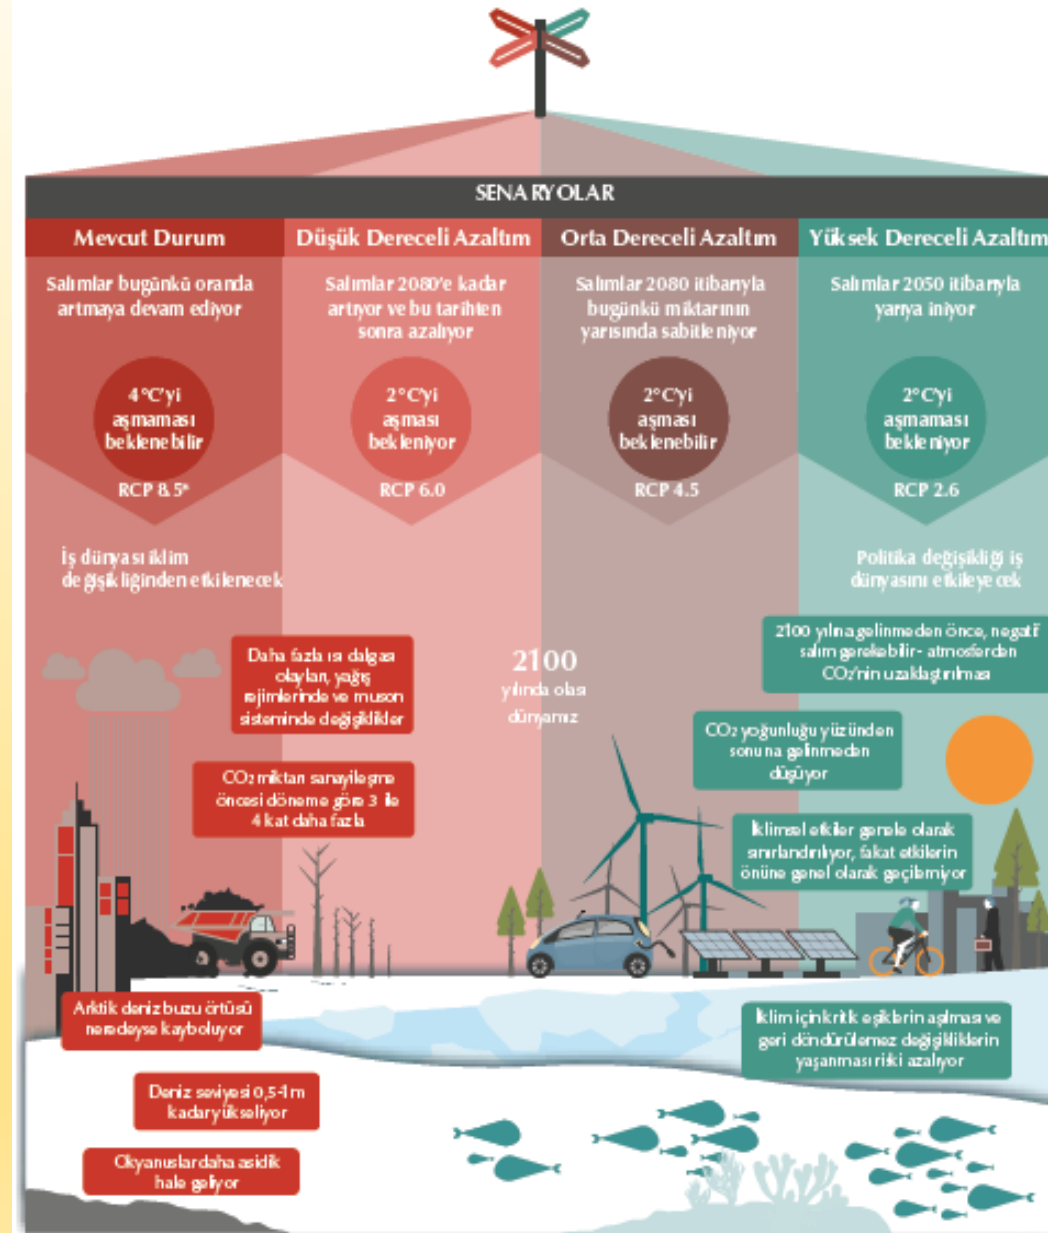 SENARYOLAR
Mevcut Durum
Salımlar bugünkü oranda
artmaya devam ediyor
4°C'yi
aşmaması
beklenebilir
RCP 8.5*
İş dünyası iklim
değişikliğinden etkilenecek
Düşük Dereceli Azaltım
Salımlar 2080'e kadar
artıyor ve bu tarihten
sonra azalıyor
2°C'yi
aşması
bekleniyor
RCP 6.0
Orta Dereceli Azaltım
Salımlar 2080 itibarıyla
bugünkü miktarının
yarısında sabitleniyor
2°C'yi
aşması
beklenebilir
RCP 4.5
Yüksek Dereceli Azaltım
Salımlar 2050 itibarıyla
yarıya iniyor
2°C'yi
aşmaması
bekleniyor
RCP 2.6
Politika değişikliği iş
dünyasını etkileyecek
Daha fazla ısı dalgası
olayları, yağış
rejimlerinde ve muson
sisteminde değişiklikler
CO₂ miktarı sanayileşme
öncesi döneme göre 3 ile
4 kat daha fazla
2100
yılında olası
dünyamız
2100 yılına gelinmeden önce, negatif
salım gerekebilir- atmosferden
CO₂'nin uzaklaştırılması
CO₂ yoğunluğu yüzünden
sonuna gelinmeden
düşüyor
İklimsel etkiler genele olarak
sınırlandırılıyor, fakat etkilerin
önüne genel olarak geçilemiyor
Arktik deniz buzu örtüsü
neredeyse kayboluyor
Deniz seviyesi 0,5-1 m
kadar yükseliyor
Okyanuslar daha asidik
hale geliyor
İklim için kritik eşiklerin aşılması ve
geri döndürülemez değişikliklerin
yaşanması riski azalıyor